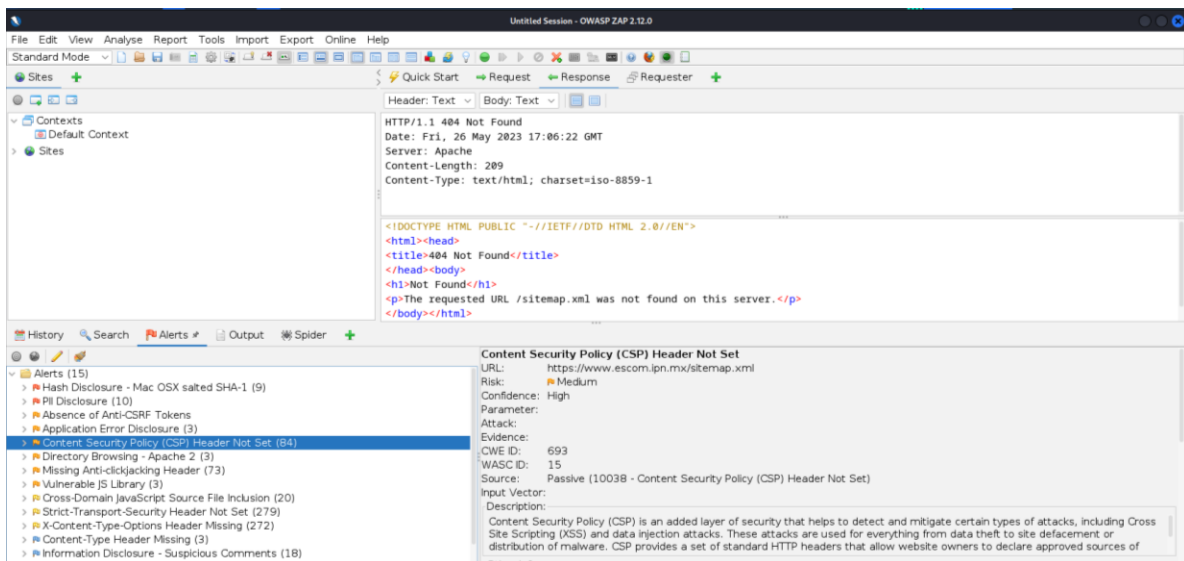 Untitled Session - OWASP ZAP 2.12.0
File Edit View Analyse Report Tools Import Export Online Help
Standard Mode
Sites
Quick Start Request Response Requester
Header: Text Body: Text
Contexts
Default Context
Sites
HTTP/1.1 404 Not Found
Date: Fri, 26 May 2023 17:06:22 GMT
Server: Apache
Content-Length: 209
Content-Type: text/html; charset=iso-8859-1
<!DOCTYPE HTML PUBLIC "-//IETF//DTD HTML 2.0//EN">
<html><head>
<title>404 Not Found</title>
</head><body>
<h1>Not Found</h1>
<p>The requested URL /sitemap.xml was not found on this server.</p>
</body></html>
History Search Alerts Output Spider
Alerts (15)
Hash Disclosure - Mac OSX salted SHA-1 (9)
PII Disclosure (10)
Absence of Anti-CSRF Tokens
Application Error Disclosure (3)
Content Security Policy (CSP) Header Not Set (84)
Directory Browsing - Apache 2 (3)
Missing Anti-clickjacking Header (73)
Vulnerable JS Library (3)
Cross-Domain JavaScript Source File Inclusion (20)
Strict-Transport-Security Header Not Set (279)
X-Content-Type-Options Header Missing (272)
Content-Type Header Missing (3)
Information Disclosure - Suspicious Comments (18)
Content Security Policy (CSP) Header Not Set
URL: https://www.escom.ipn.mx/sitemap.xml
Risk: Medium
Confidence: High
Parameter:
Attack:
Evidence:
CWE ID: 693
WASC ID: 15
Source: Passive (10038 - Content Security Policy (CSP) Header Not Set)
Input Vector:
Description:
Content Security Policy (CSP) is an added layer of security that helps to detect and mitigate certain types of attacks, including Cross
Site Scripting (XSS) and data injection attacks. These attacks are used for everything from data theft to site defacement or
distribution of malware. CSP provides a set of standard HTTP headers that allow website owners to declare approved sources of